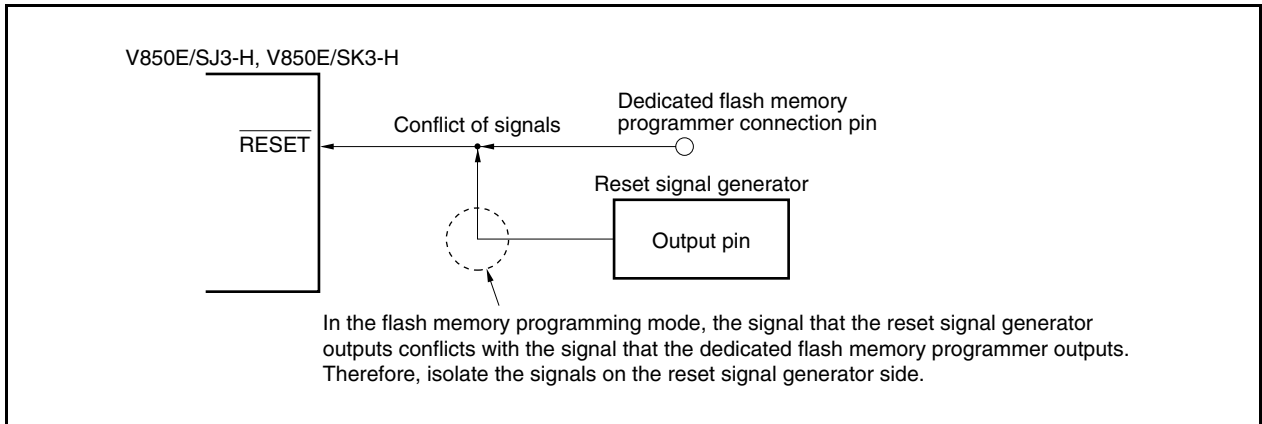 V850E/SJ3-H, V850E/SK3-H
Dedicated flash memory
programmer connection pin
Conflict of signals
RESET
Reset signal generator
Output pin
In the flash memory programming mode, the signal that the reset signal generator
outputs conflicts with the signal that the dedicated flash memory programmer outputs.
Therefore, isolate the signals on the reset signal generator side.